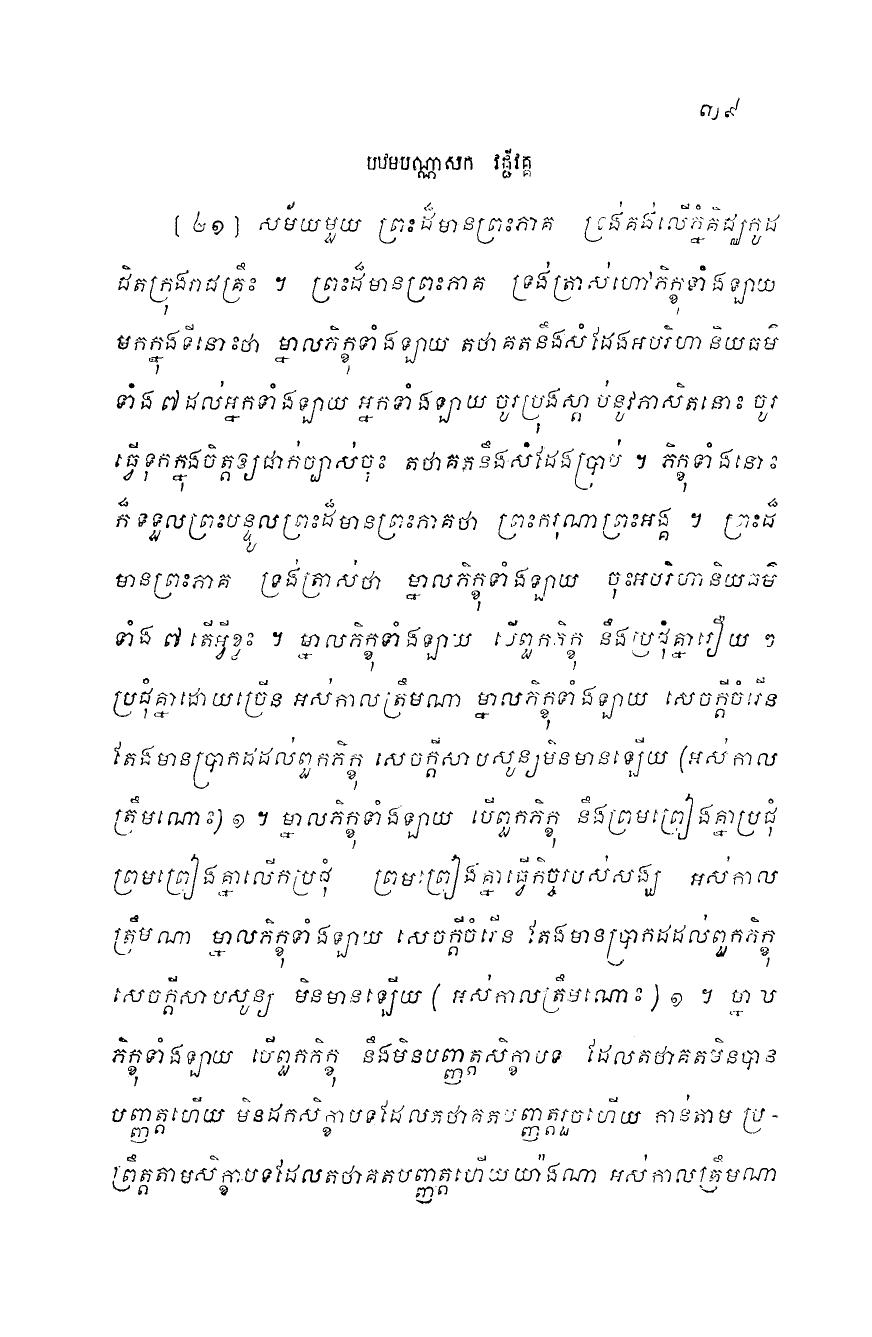 ៣៩
បឋមបណ្ណាសក វជ្ជីវគ្គ
[ ២១ ] សម័យមួយ ព្រះដ៏មានព្រះភាគ ទ្រង់គង់លើភ្នំគិជ្ឈកូដ
ជិតក្រុងរាជគ្រឹះ ។ ព្រះដ៏មានព្រះភាគ ទ្រង់ត្រាស់ហៅភិក្ខុទាំងឡាយ
មកក្នុងទីនោះថា ម្នាលភិក្ខុទាំងឡាយ តថាគតនឹងសំដែងអបរិហានិយធម៌
ទាំង ៧ ដល់អ្នកទាំងឡាយ អ្នកទាំងឡាយ ចូរប្រុងស្តាប់នូវភាសិតនោះ ចូរ
ធ្វើទុកក្នុងចិត្តឲ្យជាក់ច្បាស់ចុះ តថាគតនឹងសំដែងប្រាប់ ។ ភិក្ខុទាំងនោះ
ក៏ទទួលព្រះបន្ទូលព្រះដ៏មានព្រះភាគថា ព្រះករុណាព្រះអង្គ ។ ព្រះដ៏
មានព្រះភាគ ទ្រង់ត្រាស់ថា ម្នាលភិក្ខុទាំងឡាយ ចុះអបរិហានិយធម៌
ទាំង ៧ តើអ្វីខ្លះ ។ ម្នាលភិក្ខុទាំងឡាយ បើពួកភិក្ខុ នឹងប្រជុំគ្នារឿយ ៗ
ប្រជុំគ្នាដោយច្រើន អស់កាលត្រឹមណា ម្នាលភិក្ខុទាំងឡាយ សេចក្តីចំរើន
តែងមានប្រាកដដល់ពួកភិក្ខុ សេចក្តីសាបសូន្យមិនមានឡើយ (អស់កាល
ត្រឹមណោះ) ១ ។ ម្នាលភិក្ខុទាំងឡាយ បើពួកភិក្ខុ នឹងព្រមព្រៀងគ្នាប្រជុំ
ព្រមព្រៀងគ្នាលើកប្រជុំ ព្រមព្រៀងគ្នាធ្វើកិច្ចរបស់សង្ឃ អស់កាល
ត្រឹមណា ម្នាលភិក្ខុទាំងឡាយ សេចក្តីចំរើន តែងមានប្រាកដដល់ពួកភិក្ខុ
សេចក្តីសាបសូន្យ មិនមានឡើយ ( អស់កាលត្រឹមណោះ ) ១ ។ ម្នាល
ភិក្ខុទាំងឡាយ បើពួកភិក្ខុ នឹងមិនបញ្ញត្តសិក្ខាបទ ដែលតថាគតមិនបាន
បញ្ញត្តហើយ មិនដកសិក្ខាបទដែលតថាគតបញ្ញត្តរួចហើយ កាន់តាម ប្រ-
ព្រឹត្តតាមសិក្ខាបទដែលតថាគតបញ្ញត្តហើយយ៉ាងណា អស់កាលត្រឹមណា